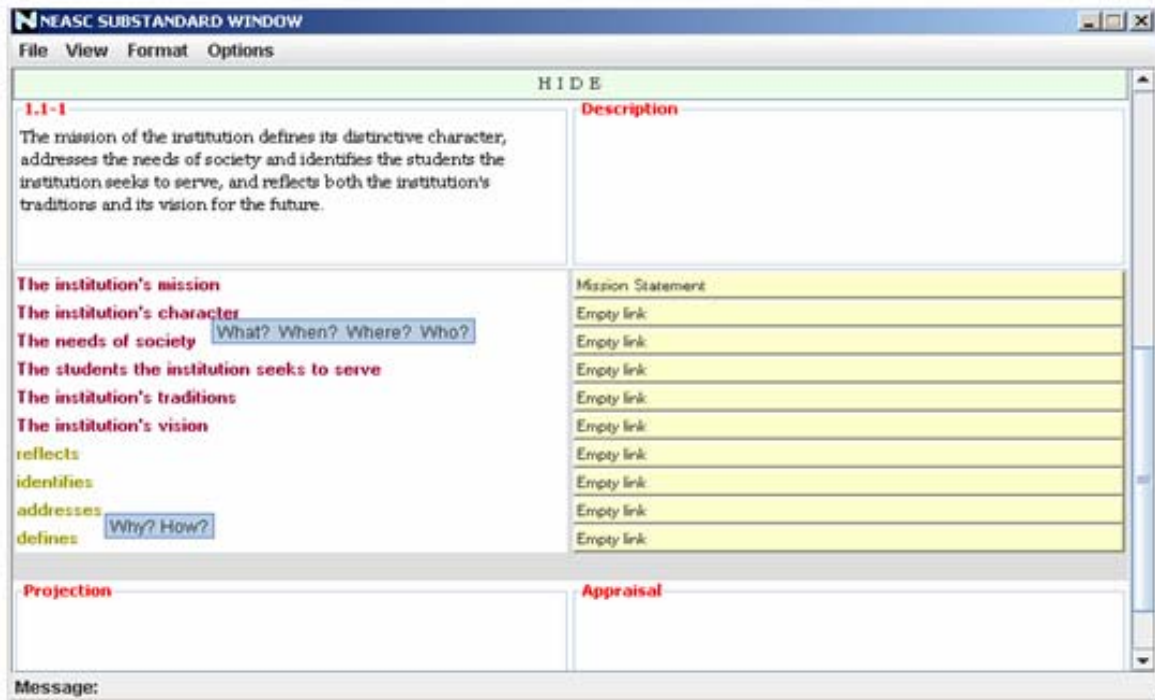 NEASC SUBSTANDARD WINDOW
File View Format Options
HIDE
1.1-1
The mission of the institution defines its distinctive character,
addresses the needs of society and identifies the students the
institution seeks to serve, and reflects both the institution's
traditions and its vision for the future.
Description
The institution's mission
Mission Statement
The institution's character
Empty link
What? When? Where? Who?
The needs of society
Empty link
The students the institution seeks to serve
Empty link
The institution's traditions
Empty link
The institution's vision
Empty link
reflects
Empty link
identifies
Empty link
addresses
Empty link
Why? How?
defines
Empty link
Projection
Appraisal
Message: